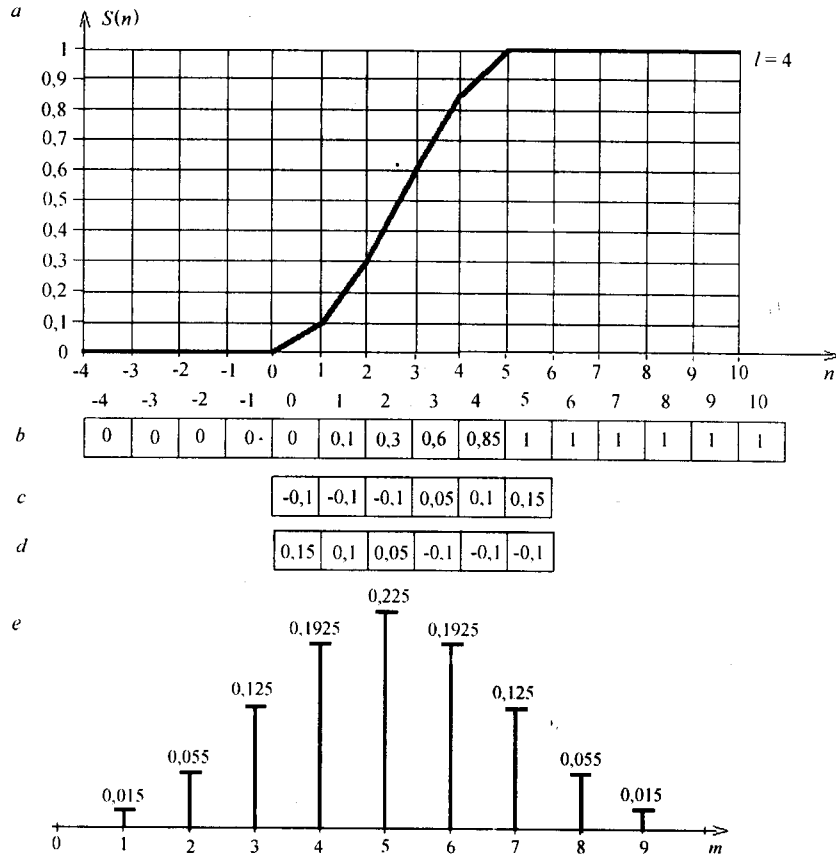 a
S(n)
1
l = 4
0,9
0,8
0,7
0,6
0,5
0,4
0,3
0,2
0,1
0
-4 -3 -2 -1 0 1 2 3 4 5 6 7 8 9 10 n
-4 -3 -2 -1 0 1 2 3 4 5 6 7 8 9 10
b 0 0 0 0 0 0,1 0,3 0,6 0,85 1 1 1 1 1 1
c -0,1 -0,1 -0,1 0,05 0,1 0,15
d 0,15 0,1 0,05 -0,1 -0,1 -0,1
e
0,225
0,1925 0,1925
0,125 0,125
0,055 0,055
0,015 0,015
0 1 2 3 4 5 6 7 8 9 m